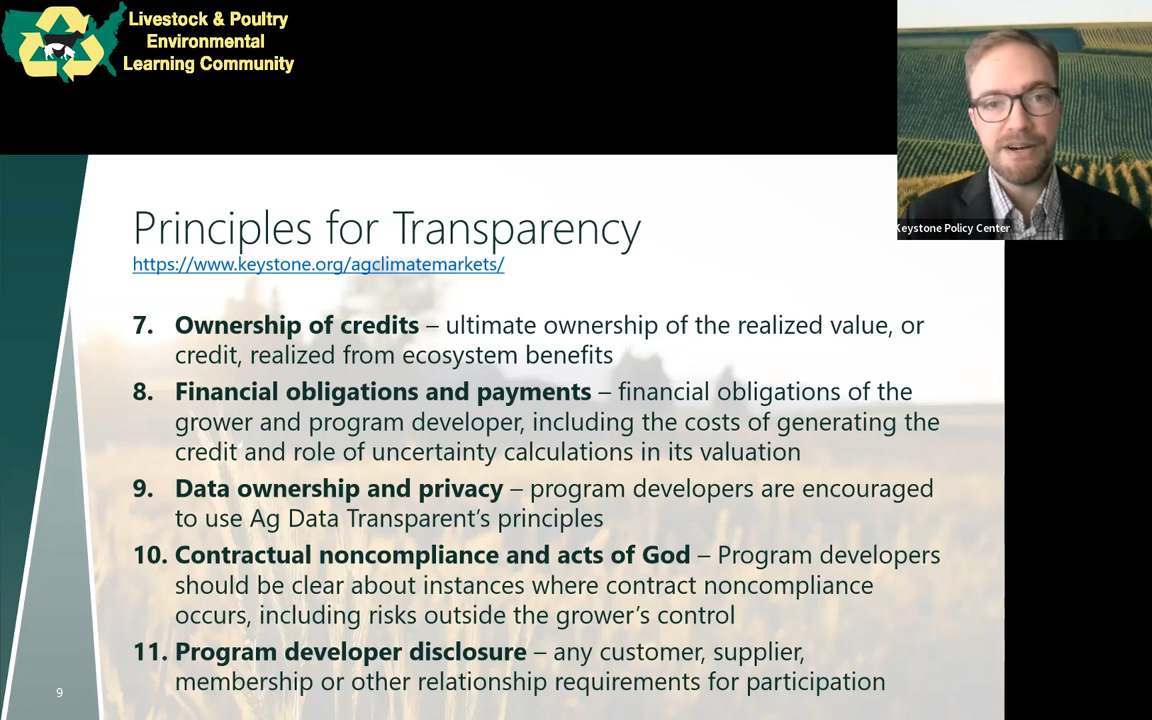 Livestock & Poultry
Environmental
Learning Community
Keystone Policy Center
Principles for Transparency
https://www.keystone.org/agclimatemarkets/
7. Ownership of credits – ultimate ownership of the realized value, or
credit, realized from ecosystem benefits
8. Financial obligations and payments – financial obligations of the
grower and program developer, including the costs of generating the
credit and role of uncertainty calculations in its valuation
9. Data ownership and privacy – program developers are encouraged
to use Ag Data Transparent's principles
10. Contractual noncompliance and acts of God – Program developers
should be clear about instances where contract noncompliance
occurs, including risks outside the grower's control
11. Program developer disclosure – any customer, supplier,
membership or other relationship requirements for participation
9